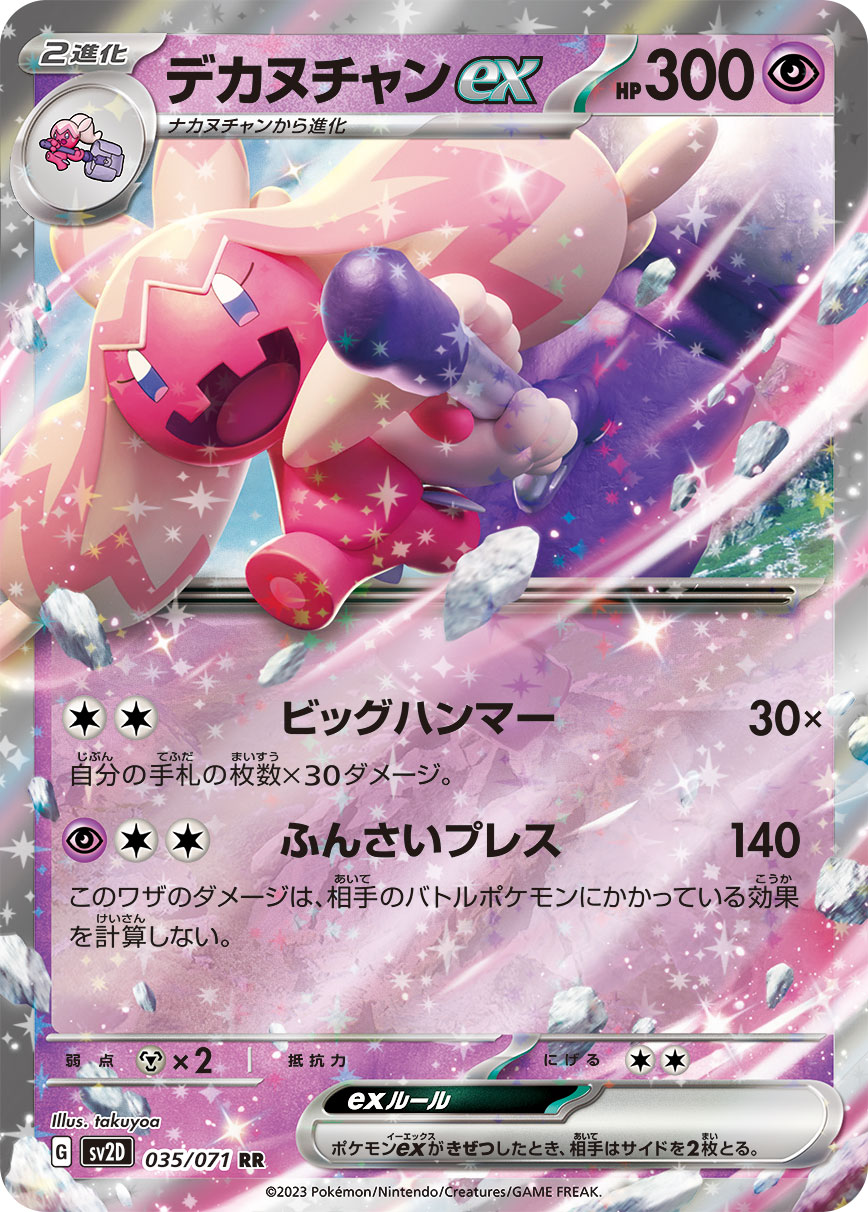 2進化
デカヌチャンex HP300
ナカヌチャンから進化
ビッグハンマー 30×
自分の手札の枚数×30ダメージ。
ふんさいプレス 140
このワザのダメージは、相手のバトルポケモンにかかっている効果
を計算しない。
弱点 ×2 抵抗力 にげる
exルール
ポケモンexがきぜつしたとき、相手はサイドを2枚とる。
Illus. takuyoa
G sv2D 035/071 RR
©2023 Pokémon/Nintendo/Creatures/GAME FREAK.